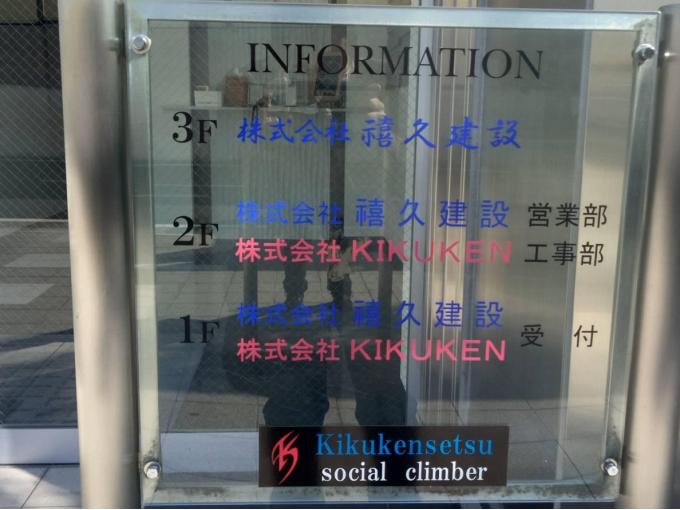 INFORMATION
3F 株式会社 禧久建設
2F 株式会社 禧久建設 営業部
株式会社 KIKUKEN 工事部
1F 株式会社 禧久建設
株式会社 KIKUKEN 受付
Kikukensetsu
social climber